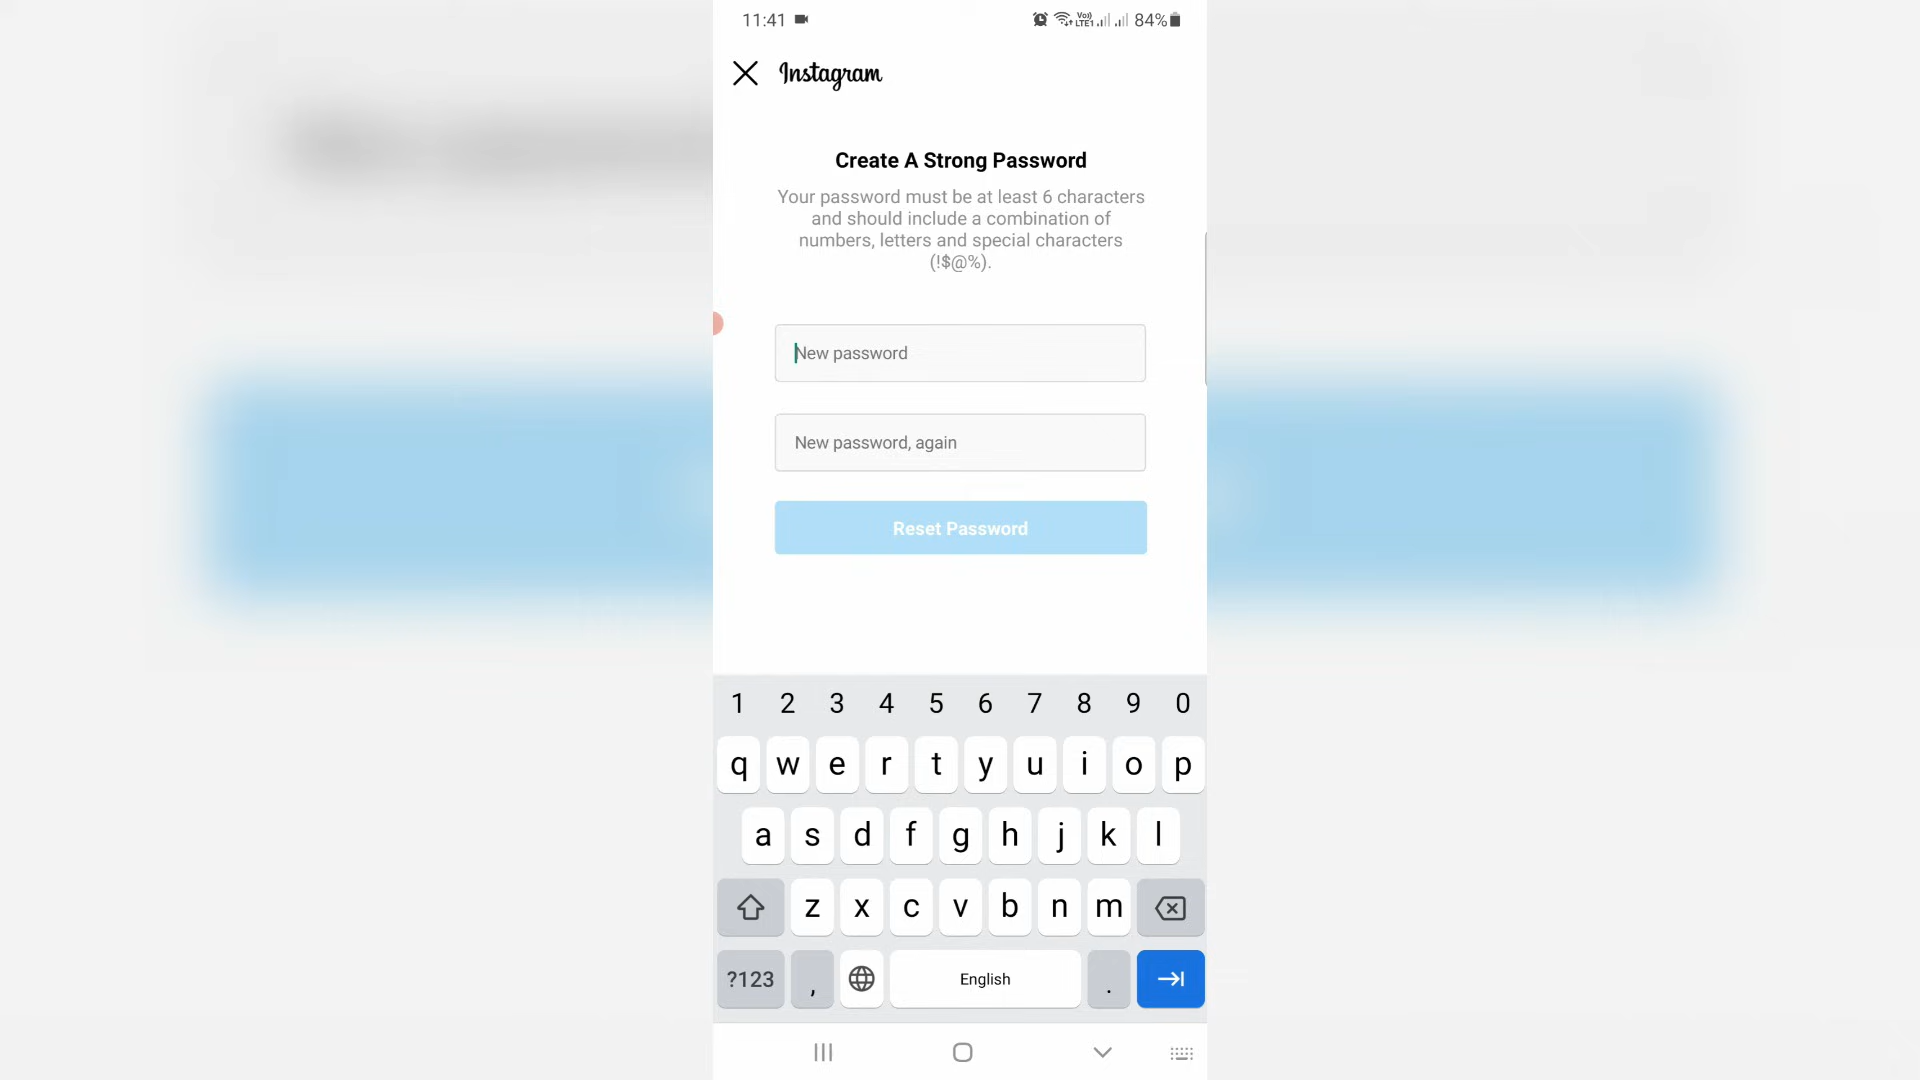 11:41 Vo) LTE1 84%
Instagram
Create A Strong Password
Your password must be at least 6 characters
and should include a combination of
numbers, letters and special characters
(!$@%).
New password
New password, again
Reset Password
1 2 3 4 5 6 7 8 9 0
q w e r t y u i o p
a s d f g h j k l
z x c v b n m
?123 , English .